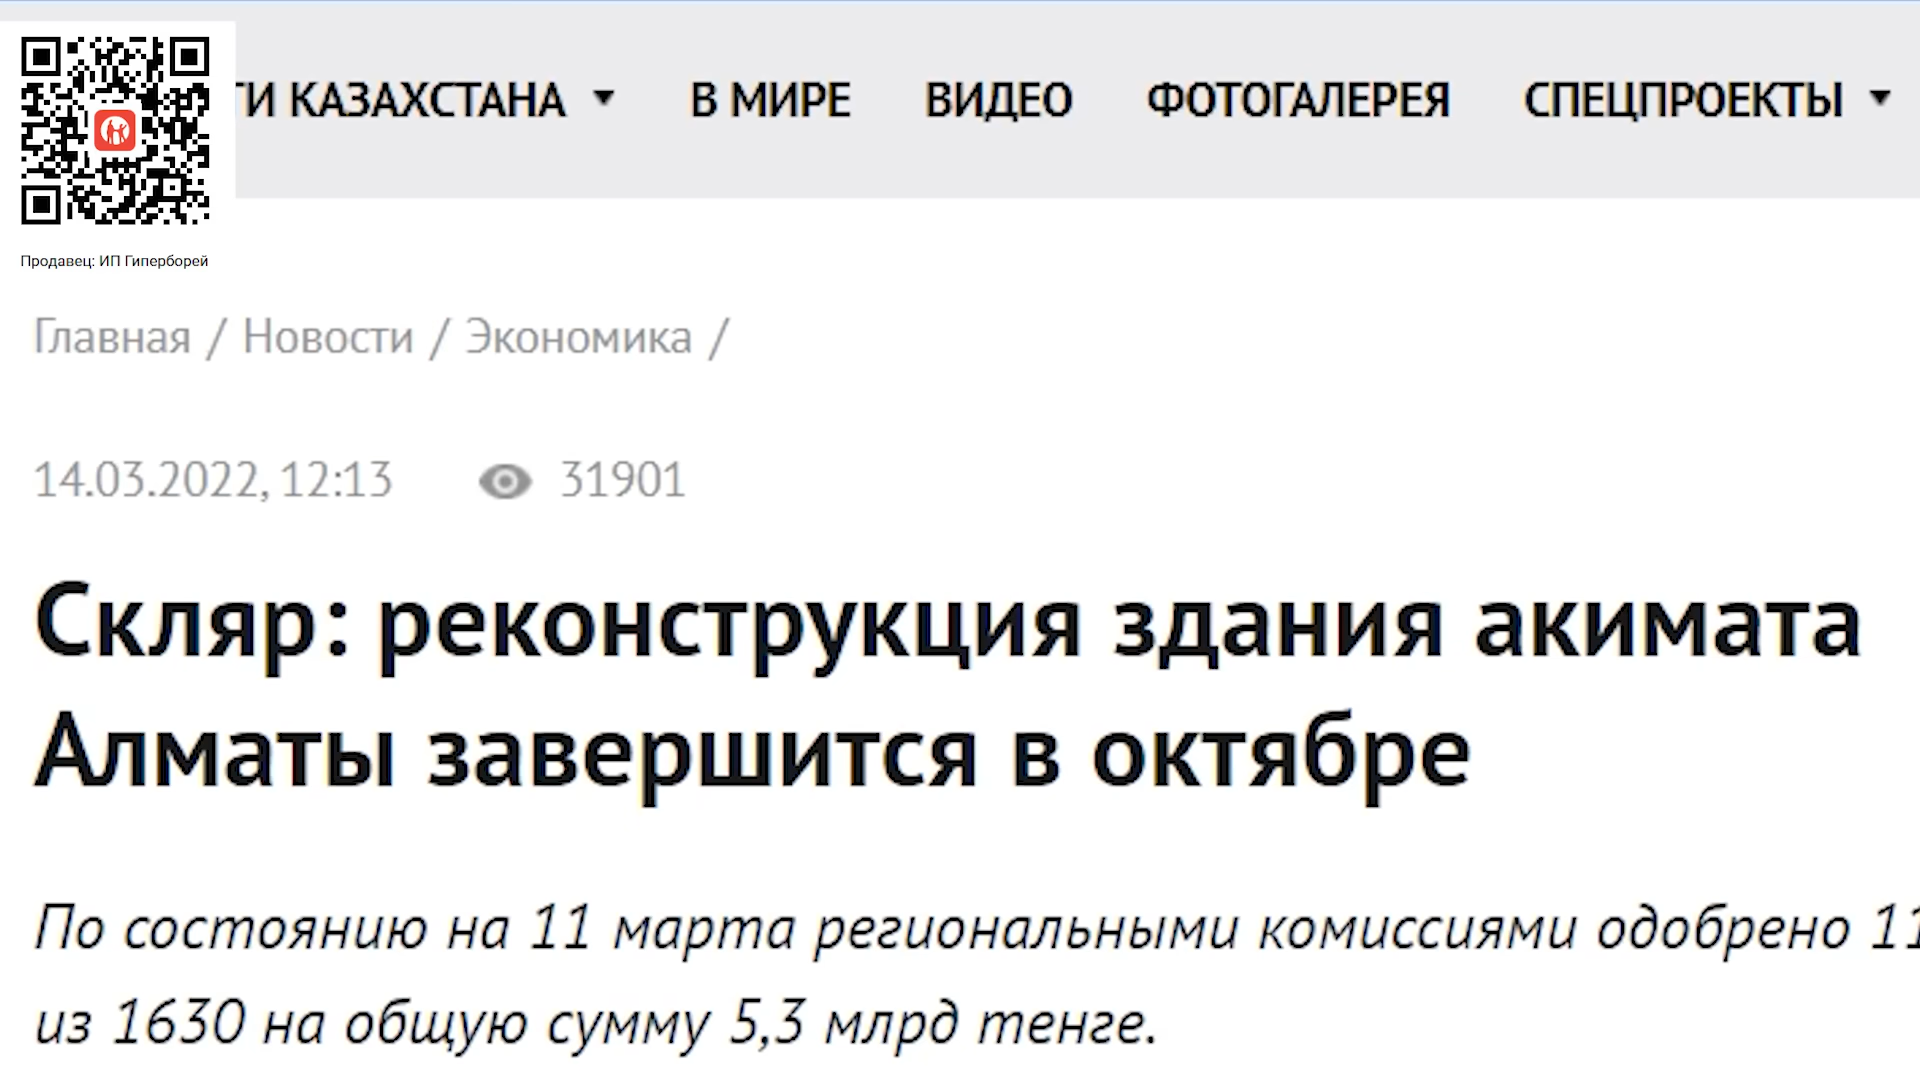 ТИ КАЗАХСТАНА В МИРЕ ВИДЕО ФОТОГАЛЕРЕЯ СПЕЦПРОЕКТЫ
Продавец: ИП Гиперборей
Главная / Новости / Экономика /
14.03.2022, 12:13 31901
Скляр: реконструкция здания акимата
Алматы завершится в октябре
По состоянию на 11 марта региональными комиссиями одобрено 11
из 1630 на общую сумму 5,3 млрд тенге.